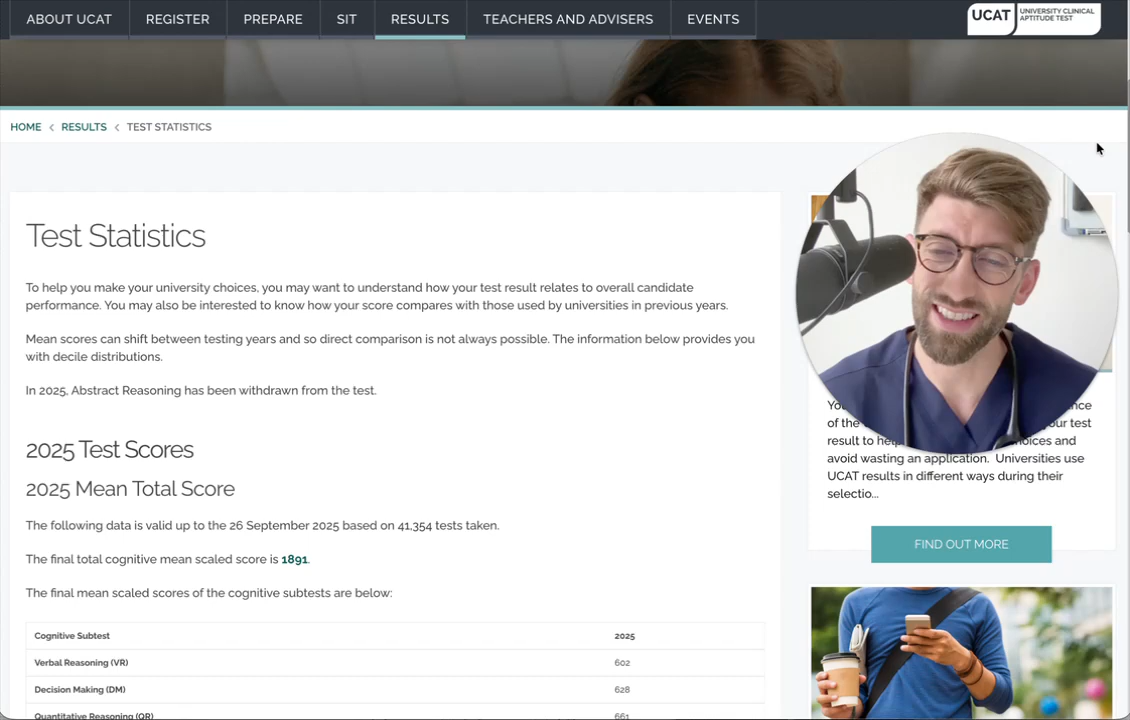 ABOUT UCAT REGISTER PREPARE SIT RESULTS TEACHERS AND ADVISERS EVENTS
UCAT UNIVERSITY CLINICAL
APTITUDE TEST
HOME < RESULTS < TEST STATISTICS
Test Statistics
To help you make your university choices, you may want to understand how your test result relates to overall candidate
performance. You may also be interested to know how your score compares with those used by universities in previous years.
Mean scores can shift between testing years and so direct comparison is not always possible. The information below provides you
with decile distributions.
In 2025, Abstract Reasoning has been withdrawn from the test.
2025 Test Scores
2025 Mean Total Score
The following data is valid up to the 26 September 2025 based on 41,354 tests taken.
The final total cognitive mean scaled score is 1891.
The final mean scaled scores of the cognitive subtests are below:
Cognitive Subtest 2025
Verbal Reasoning (VR) 602
Decision Making (DM) 628
Quantitative Reasoning (QR) 661
of the our test
result to hoices and
avoid wasting an application. Universities use
UCAT results in different ways during their
selectio...
FIND OUT MORE